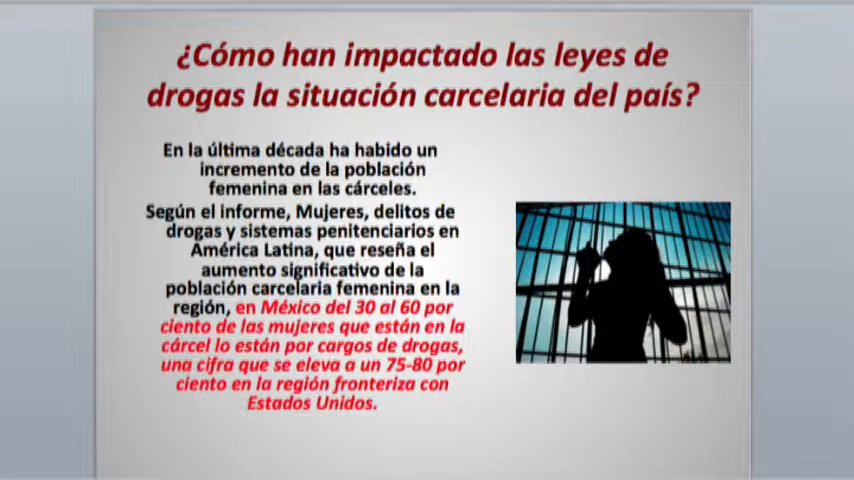 ¿Cómo han impactado las leyes de
drogas la situación carcelaria del país?
En la última década ha habido un
incremento de la población
femenina en las cárceles.
Según el informe, Mujeres, delitos de
drogas y sistemas penitenciarios en
América Latina, que reseña el
aumento significativo de la
población carcelaria femenina en la
región, en México del 30 al 60 por
ciento de las mujeres que están en la
cárcel lo están por cargos de drogas,
una cifra que se eleva a un 75-80 por
ciento en la región fronteriza con
Estados Unidos.